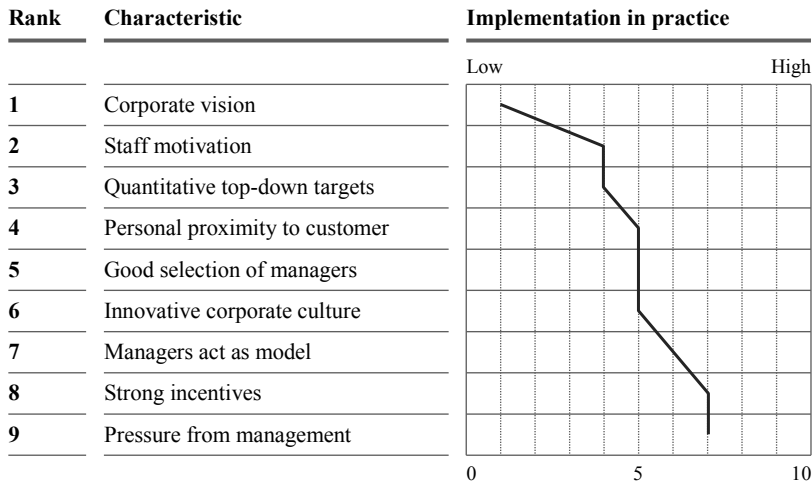 Rank Characteristic Implementation in practice
Low High
1 Corporate vision
2 Staff motivation
3 Quantitative top-down targets
4 Personal proximity to customer
5 Good selection of managers
6 Innovative corporate culture
7 Managers act as model
8 Strong incentives
9 Pressure from management
0 5 10